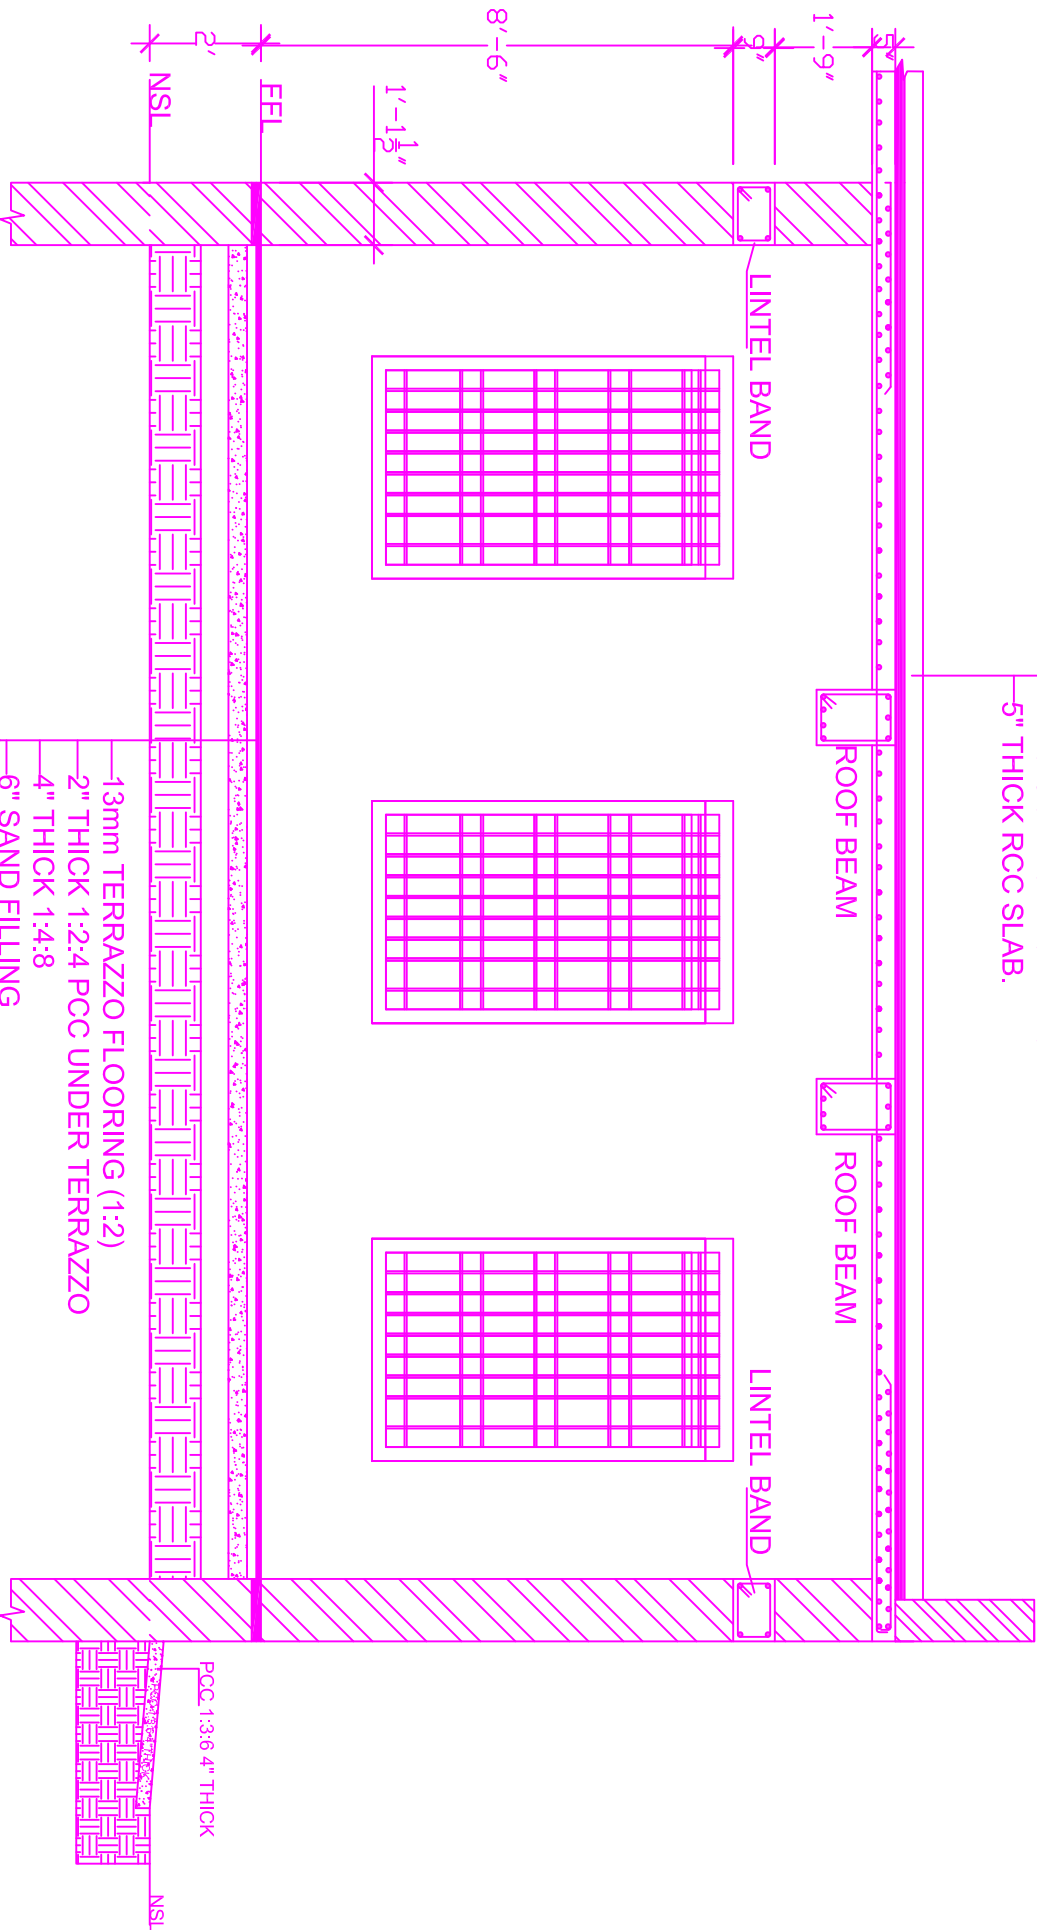 5" THICK RCC SLAB.
5"
1'-9"
9"
8'-6"
2'
1'-1 1/2"
ROOF BEAM
ROOF BEAM
LINTEL BAND
LINTEL BAND
FFL
NSL
13mm TERRAZZO FLOORING (1:2)
2" THICK 1:2:4 PCC UNDER TERRAZZO
4" THICK 1:4:8
6" SAND FILLING
PCC 1:3:6 4" THICK
NSL